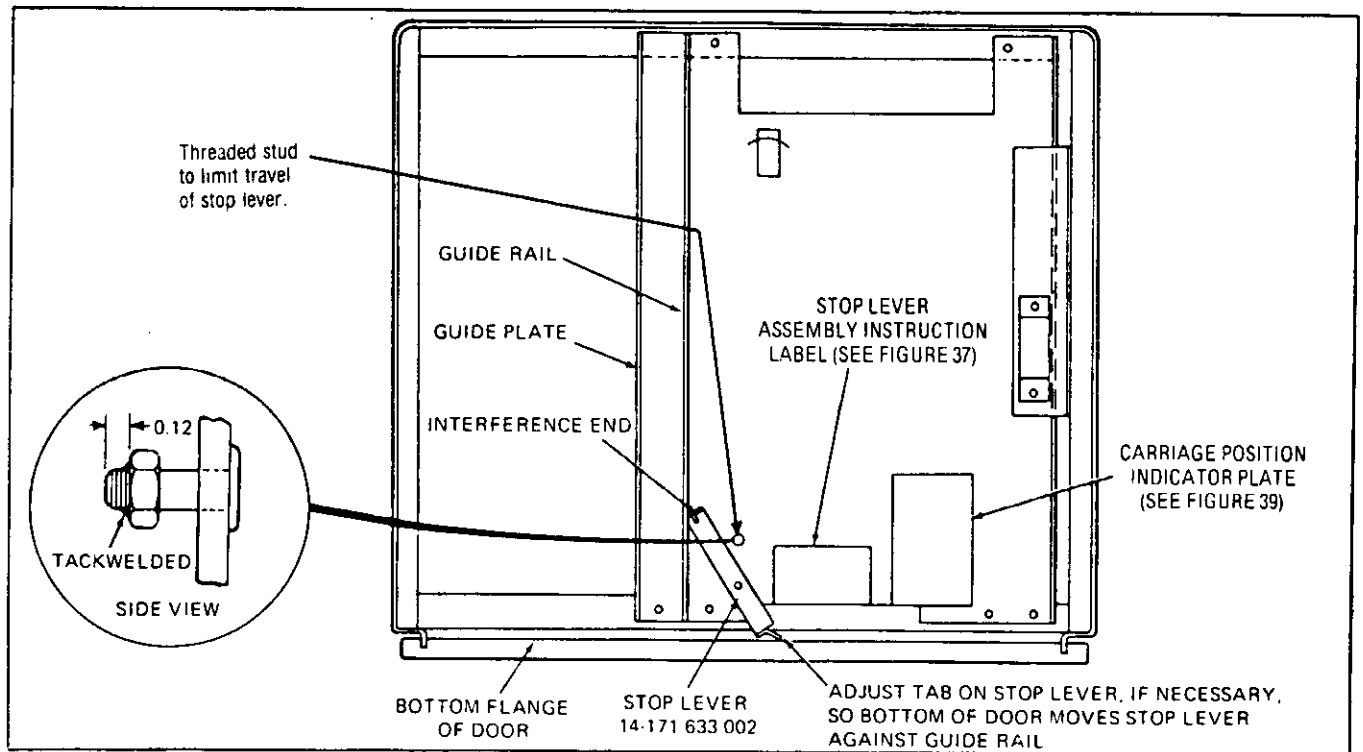 Threaded stud
to limit travel
of stop lever.
GUIDE RAIL
GUIDE PLATE
STOP LEVER
ASSEMBLY INSTRUCTION
LABEL (SEE FIGURE 37)
INTERFERENCE END
CARRIAGE POSITION
INDICATOR PLATE
(SEE FIGURE 39)
0.12
TACKWELDED
SIDE VIEW
BOTTOM FLANGE
OF DOOR
STOP LEVER
14-171 633 002
ADJUST TAB ON STOP LEVER, IF NECESSARY,
SO BOTTOM OF DOOR MOVES STOP LEVER
AGAINST GUIDE RAIL